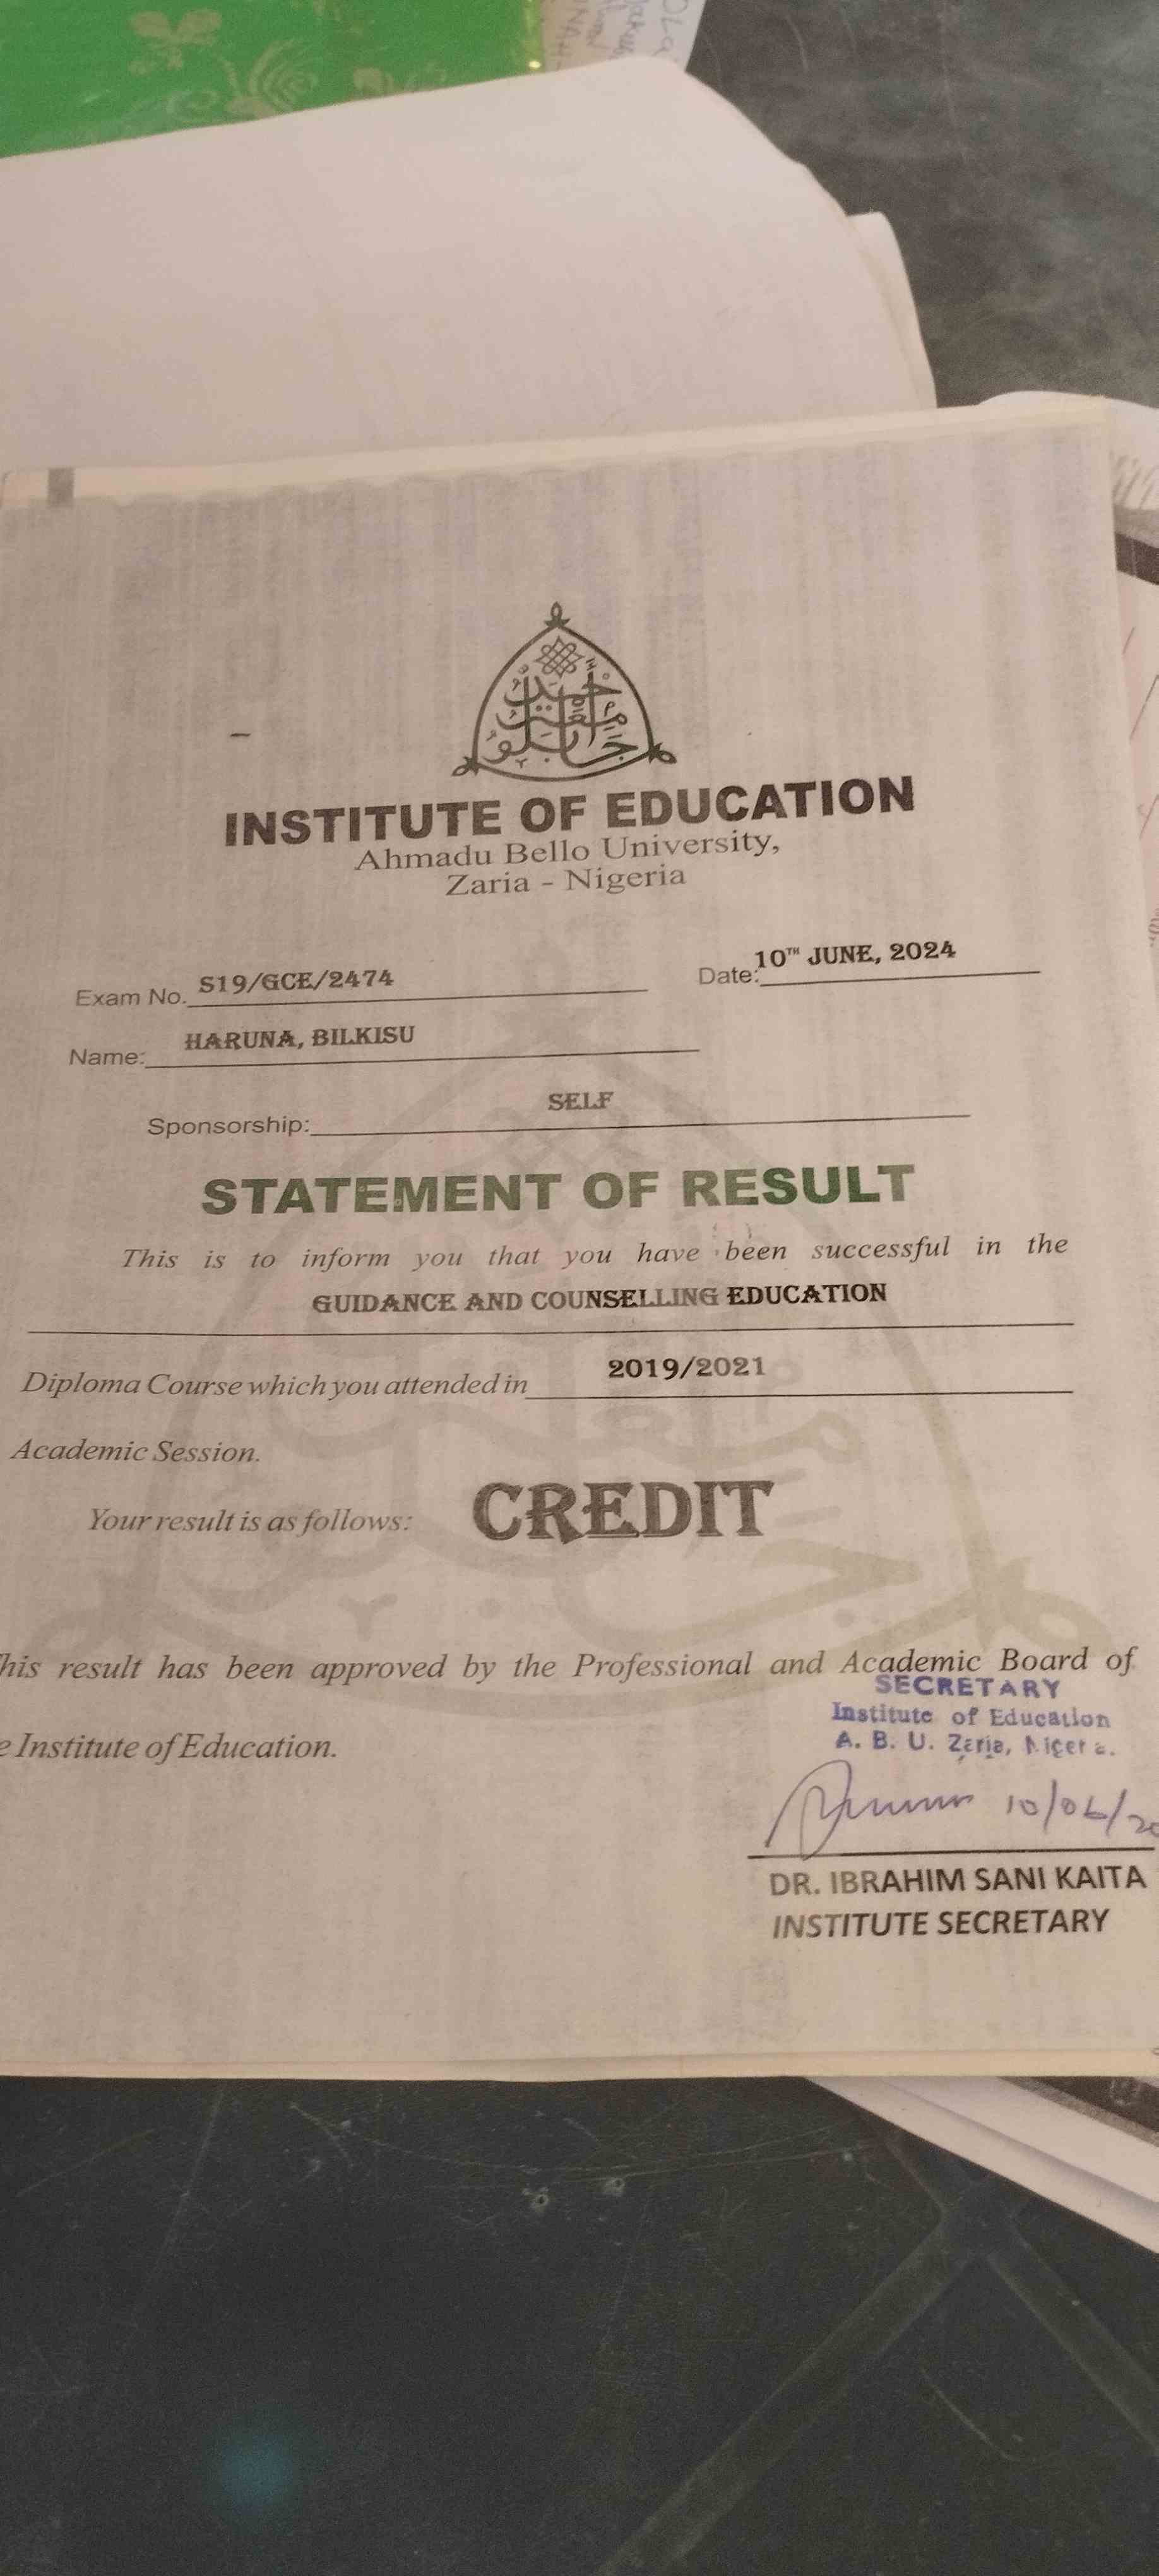 INSTITUTE OF EDUCATION
Ahmadu Bello University,
Zaria - Nigeria
Exam No. S19/GCE/2474
Date: 10TH JUNE, 2024
Name: HARUNA, BILKISU
Sponsorship: SELF
STATEMENT OF RESULT
This is to inform you that you have been successful in the
GUIDANCE AND COUNSELLING EDUCATION
Diploma Course which you attended in 2019/2021
Academic Session.
Your result is as follows: CREDIT
his result has been approved by the Professional and Academic Board of
e Institute of Education.
SECRETARY
Institute of Education
A. B. U. Zaria, Nigeria.
10/06/20
DR. IBRAHIM SANI KAITA
INSTITUTE SECRETARY